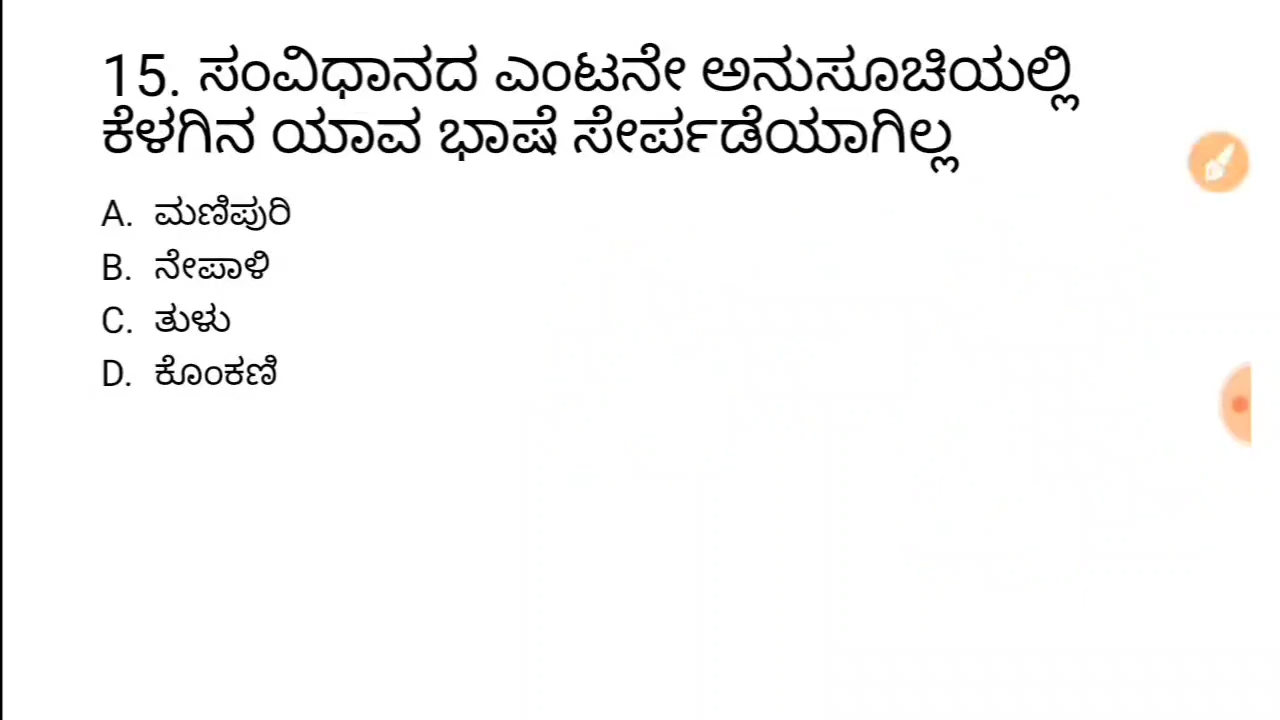 15. ಸಂವಿಧಾನದ ಎಂಟನೇ ಅನುಸೂಚಿಯಲ್ಲಿ
ಕೆಳಗಿನ ಯಾವ ಭಾಷೆ ಸೇರ್ಪಡೆಯಾಗಿಲ್ಲ
A. ಮಣಿಪುರಿ
B. ನೇಪಾಳಿ
C. ತುಳು
D. ಕೊಂಕಣಿ